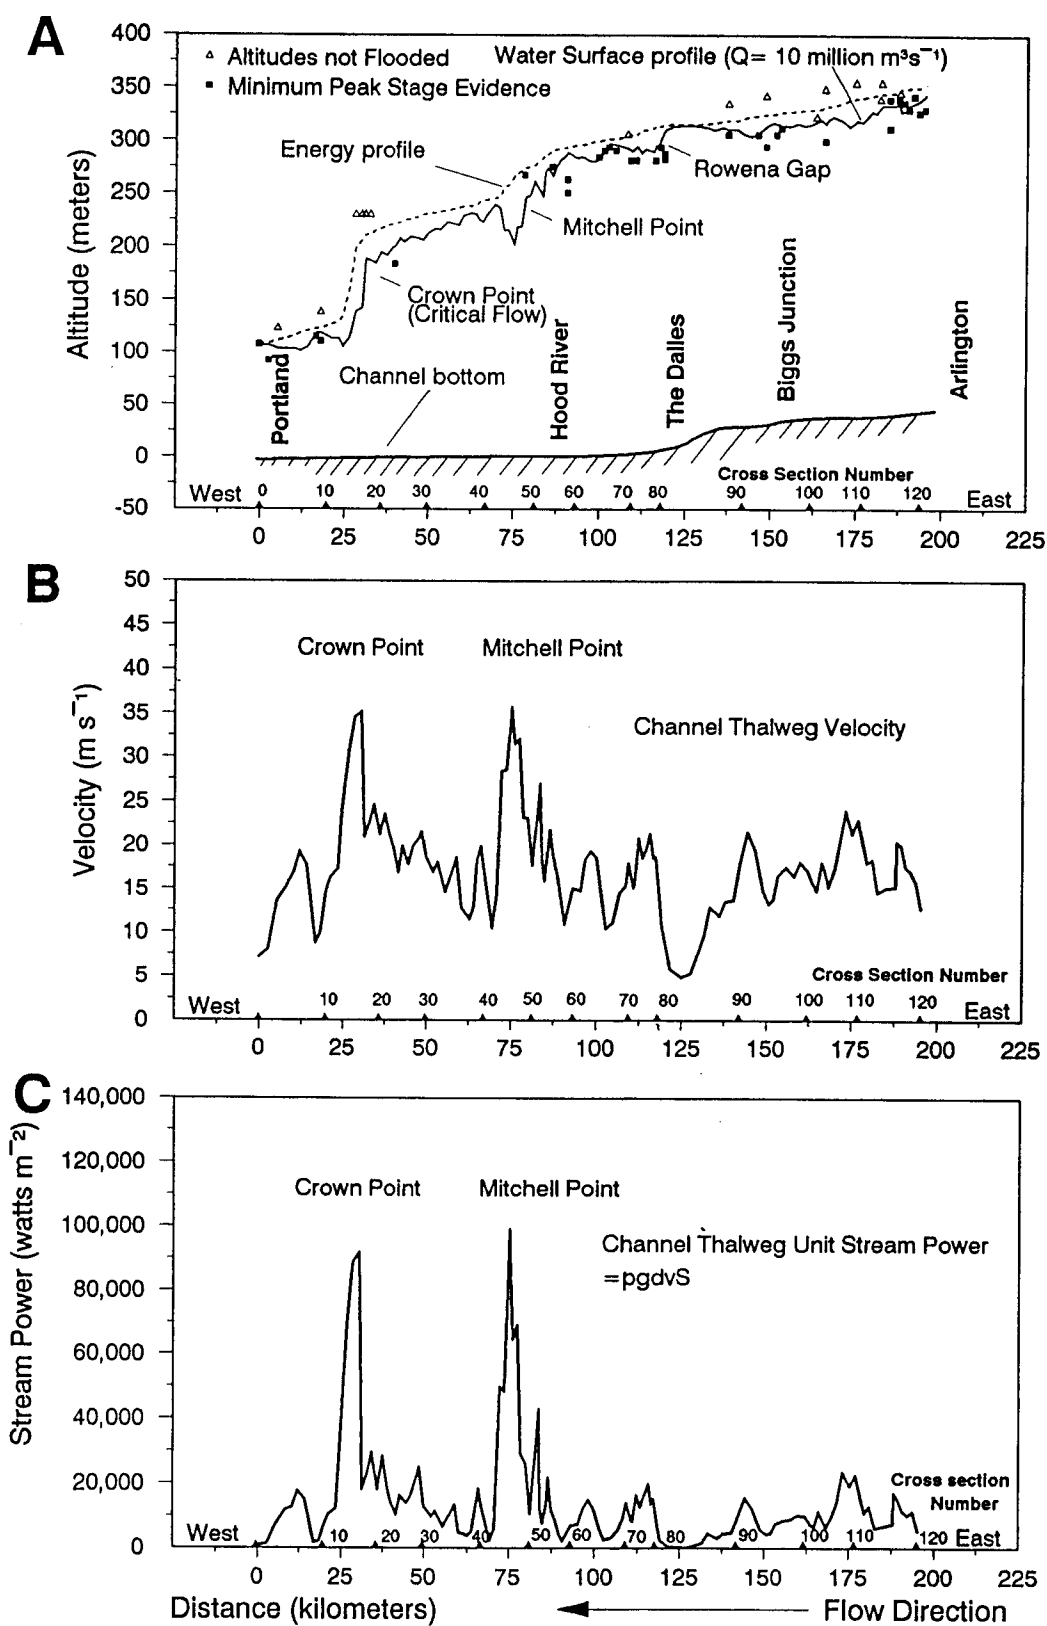 A
400
350
300
250
200
150
100
50
0
-50
Altitude (meters)
△ Altitudes not Flooded
■ Minimum Peak Stage Evidence
Water Surface profile (Q= 10 million m³s⁻¹)
Energy profile
Rowena Gap
Mitchell Point
Crown Point
(Critical Flow)
Channel bottom
Portland
Hood River
The Dalles
Biggs Junction
Arlington
Cross Section Number
West 0 10 20 30 40 50 60 70 80 90 100 110 120 East
0 25 50 75 100 125 150 175 200 225
B
50
45
40
35
30
25
20
15
10
5
0
Velocity (m s⁻¹)
Crown Point Mitchell Point
Channel Thalweg Velocity
Cross Section Number
West 10 20 30 40 50 60 70 80 90 100 110 120 East
0 25 50 75 100 125 150 175 200 225
C
140,000
120,000
100,000
80,000
60,000
40,000
20,000
0
Stream Power (watts m⁻²)
Crown Point Mitchell Point
Channel Thalweg Unit Stream Power
=pgdvS
Cross section
Number
West 10 20 30 40 50 60 70 80 90 100 110 120 East
0 25 50 75 100 125 150 175 200 225
Distance (kilometers) Flow Direction